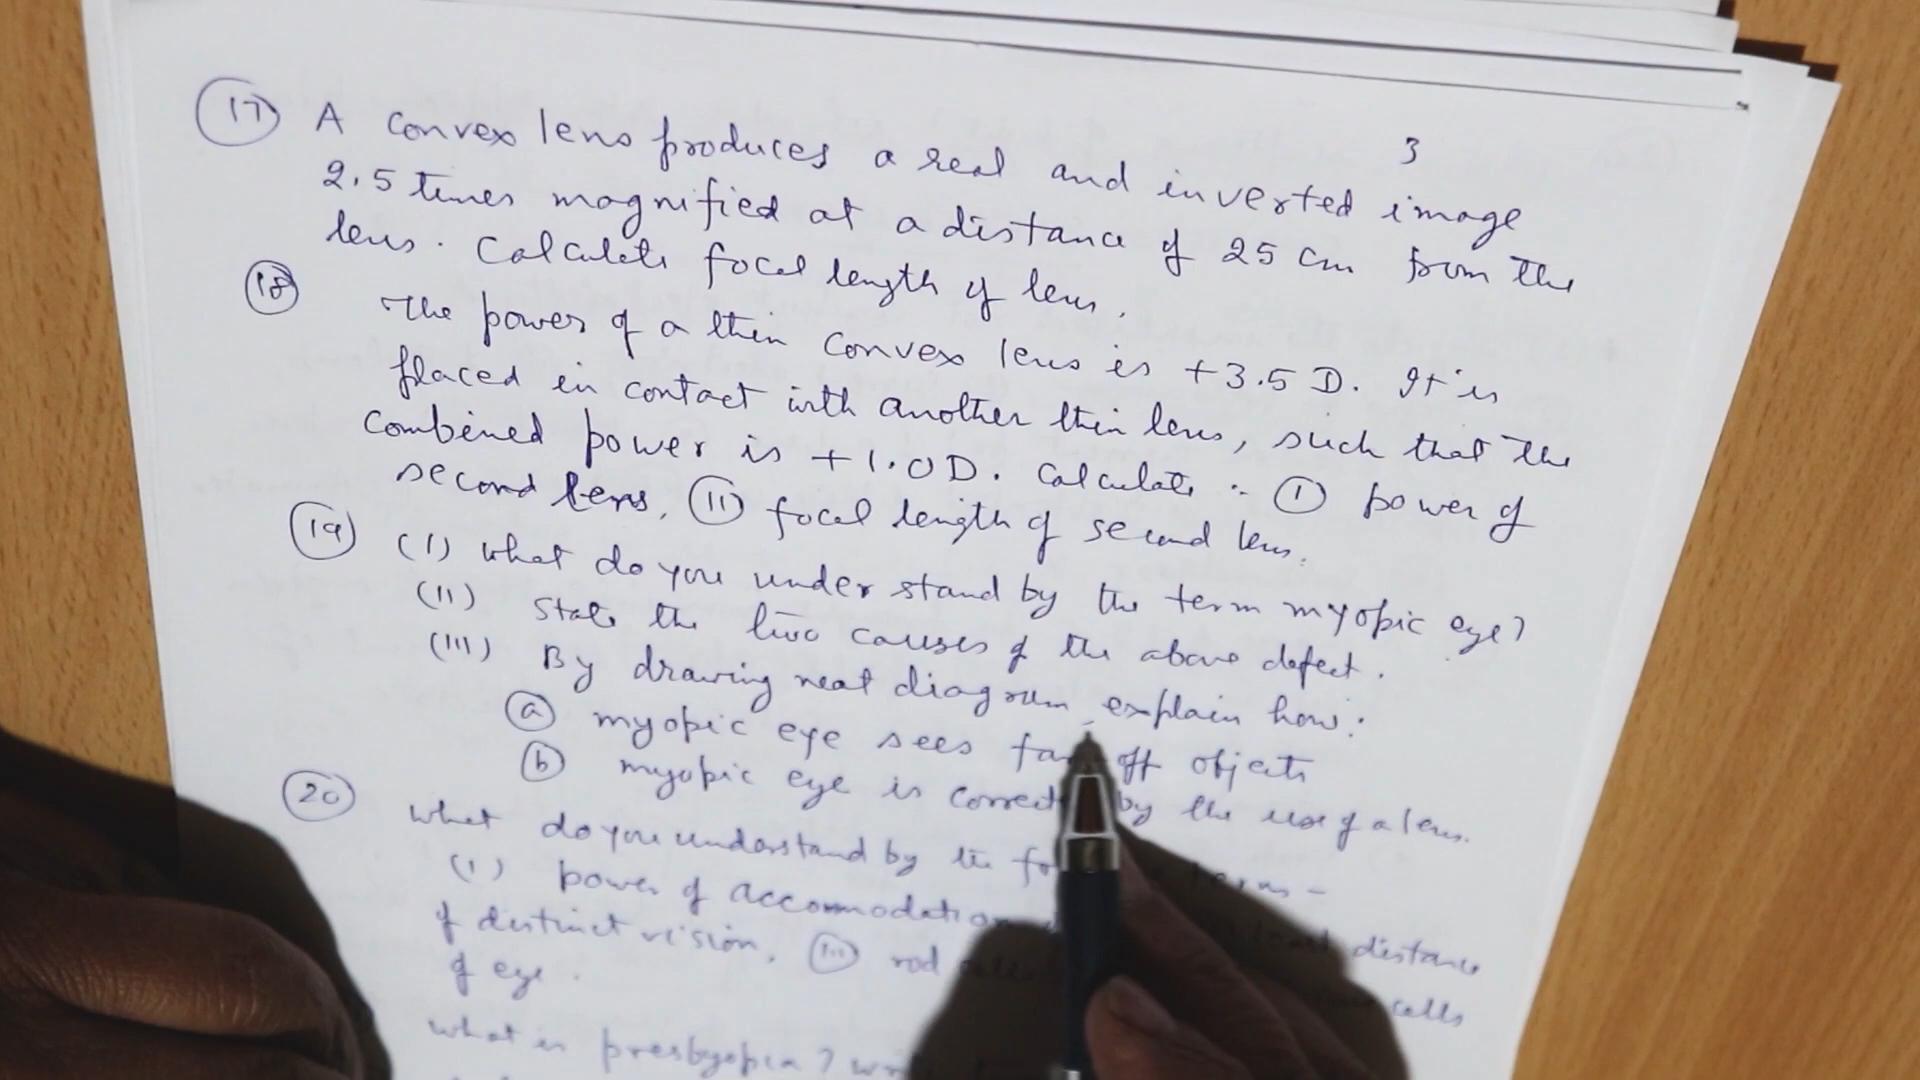 3
(17) A convex lens produces a real and inverted image
2.5 times magnified at a distance of 25 cm from the
lens. Calculate focal length of lens.
(18) The power of a thin convex lens is +3.5 D. It is
placed in contact with another thin lens, such that the
combined power is +1.0 D. Calculate :- (I) power of
second lens, (II) focal length of second lens.
(19) (I) What do you understand by the term myopic eye?
(II) State the two causes of the above defect.
(III) By drawing neat diagram explain how:
(a) myopic eye sees far off objects
(b) myopic eye is correct by the use of a lens.
(20) What do you understand by the terms -
(I) power of accommodation distance
of distinct vision, (III) rod cells
of eye.
What is presbyopia?